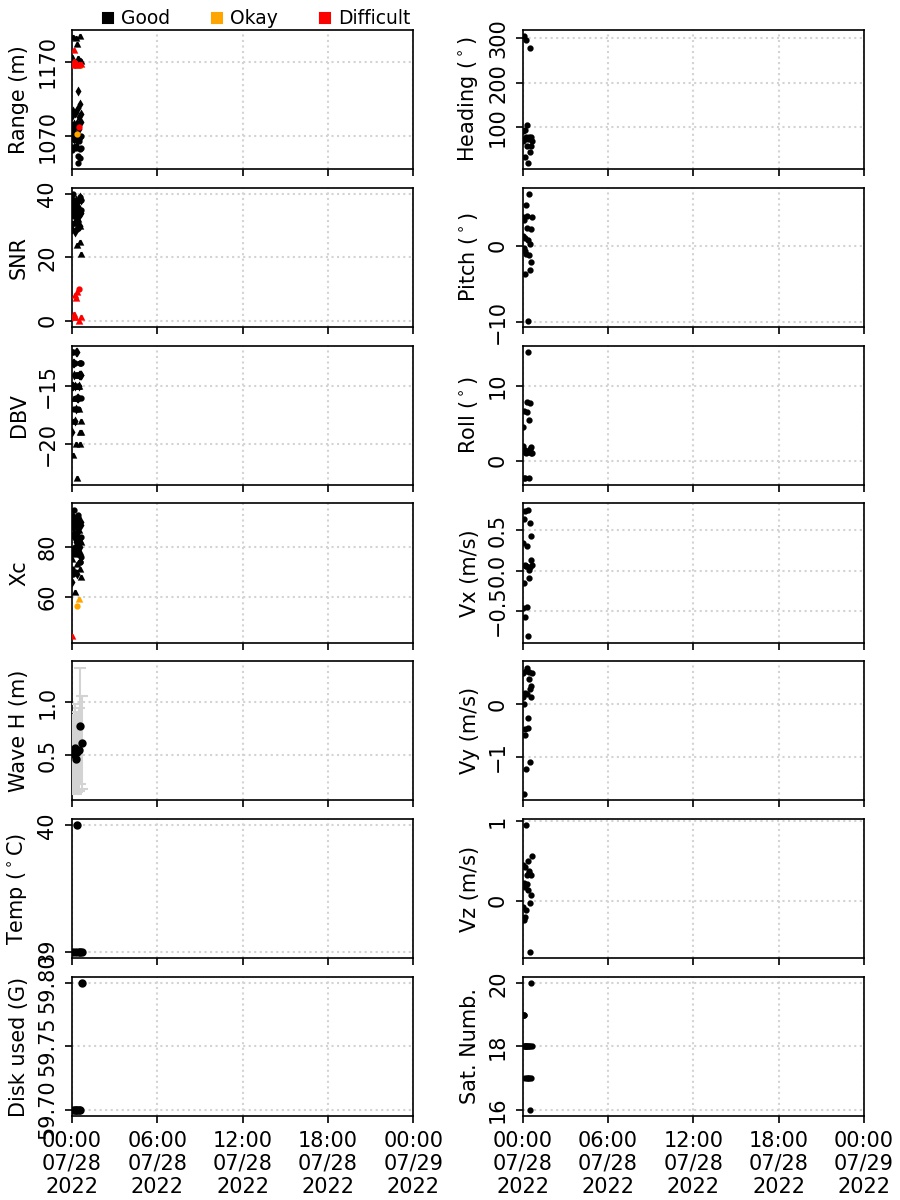 Good Okay Difficult
Range (m)
1170
1070
Heading (°)
300
200
100
SNR
40
20
0
Pitch (°)
0
−10
DBV
−15
−20
Roll (°)
10
0
Xc
80
60
Vx (m/s)
0.5
0.0
−0.5
Wave H (m)
1.0
0.5
Vy (m/s)
0
−1
Temp (°C)
40
39
Vz (m/s)
1
0
Disk used (G)
59.80
59.75
59.70
Sat. Numb.
20
18
16
00:00 06:00 12:00 18:00 00:00
07/28 07/28 07/28 07/28 07/29
2022 2022 2022 2022 2022
00:00 06:00 12:00 18:00 00:00
07/28 07/28 07/28 07/28 07/29
2022 2022 2022 2022 2022